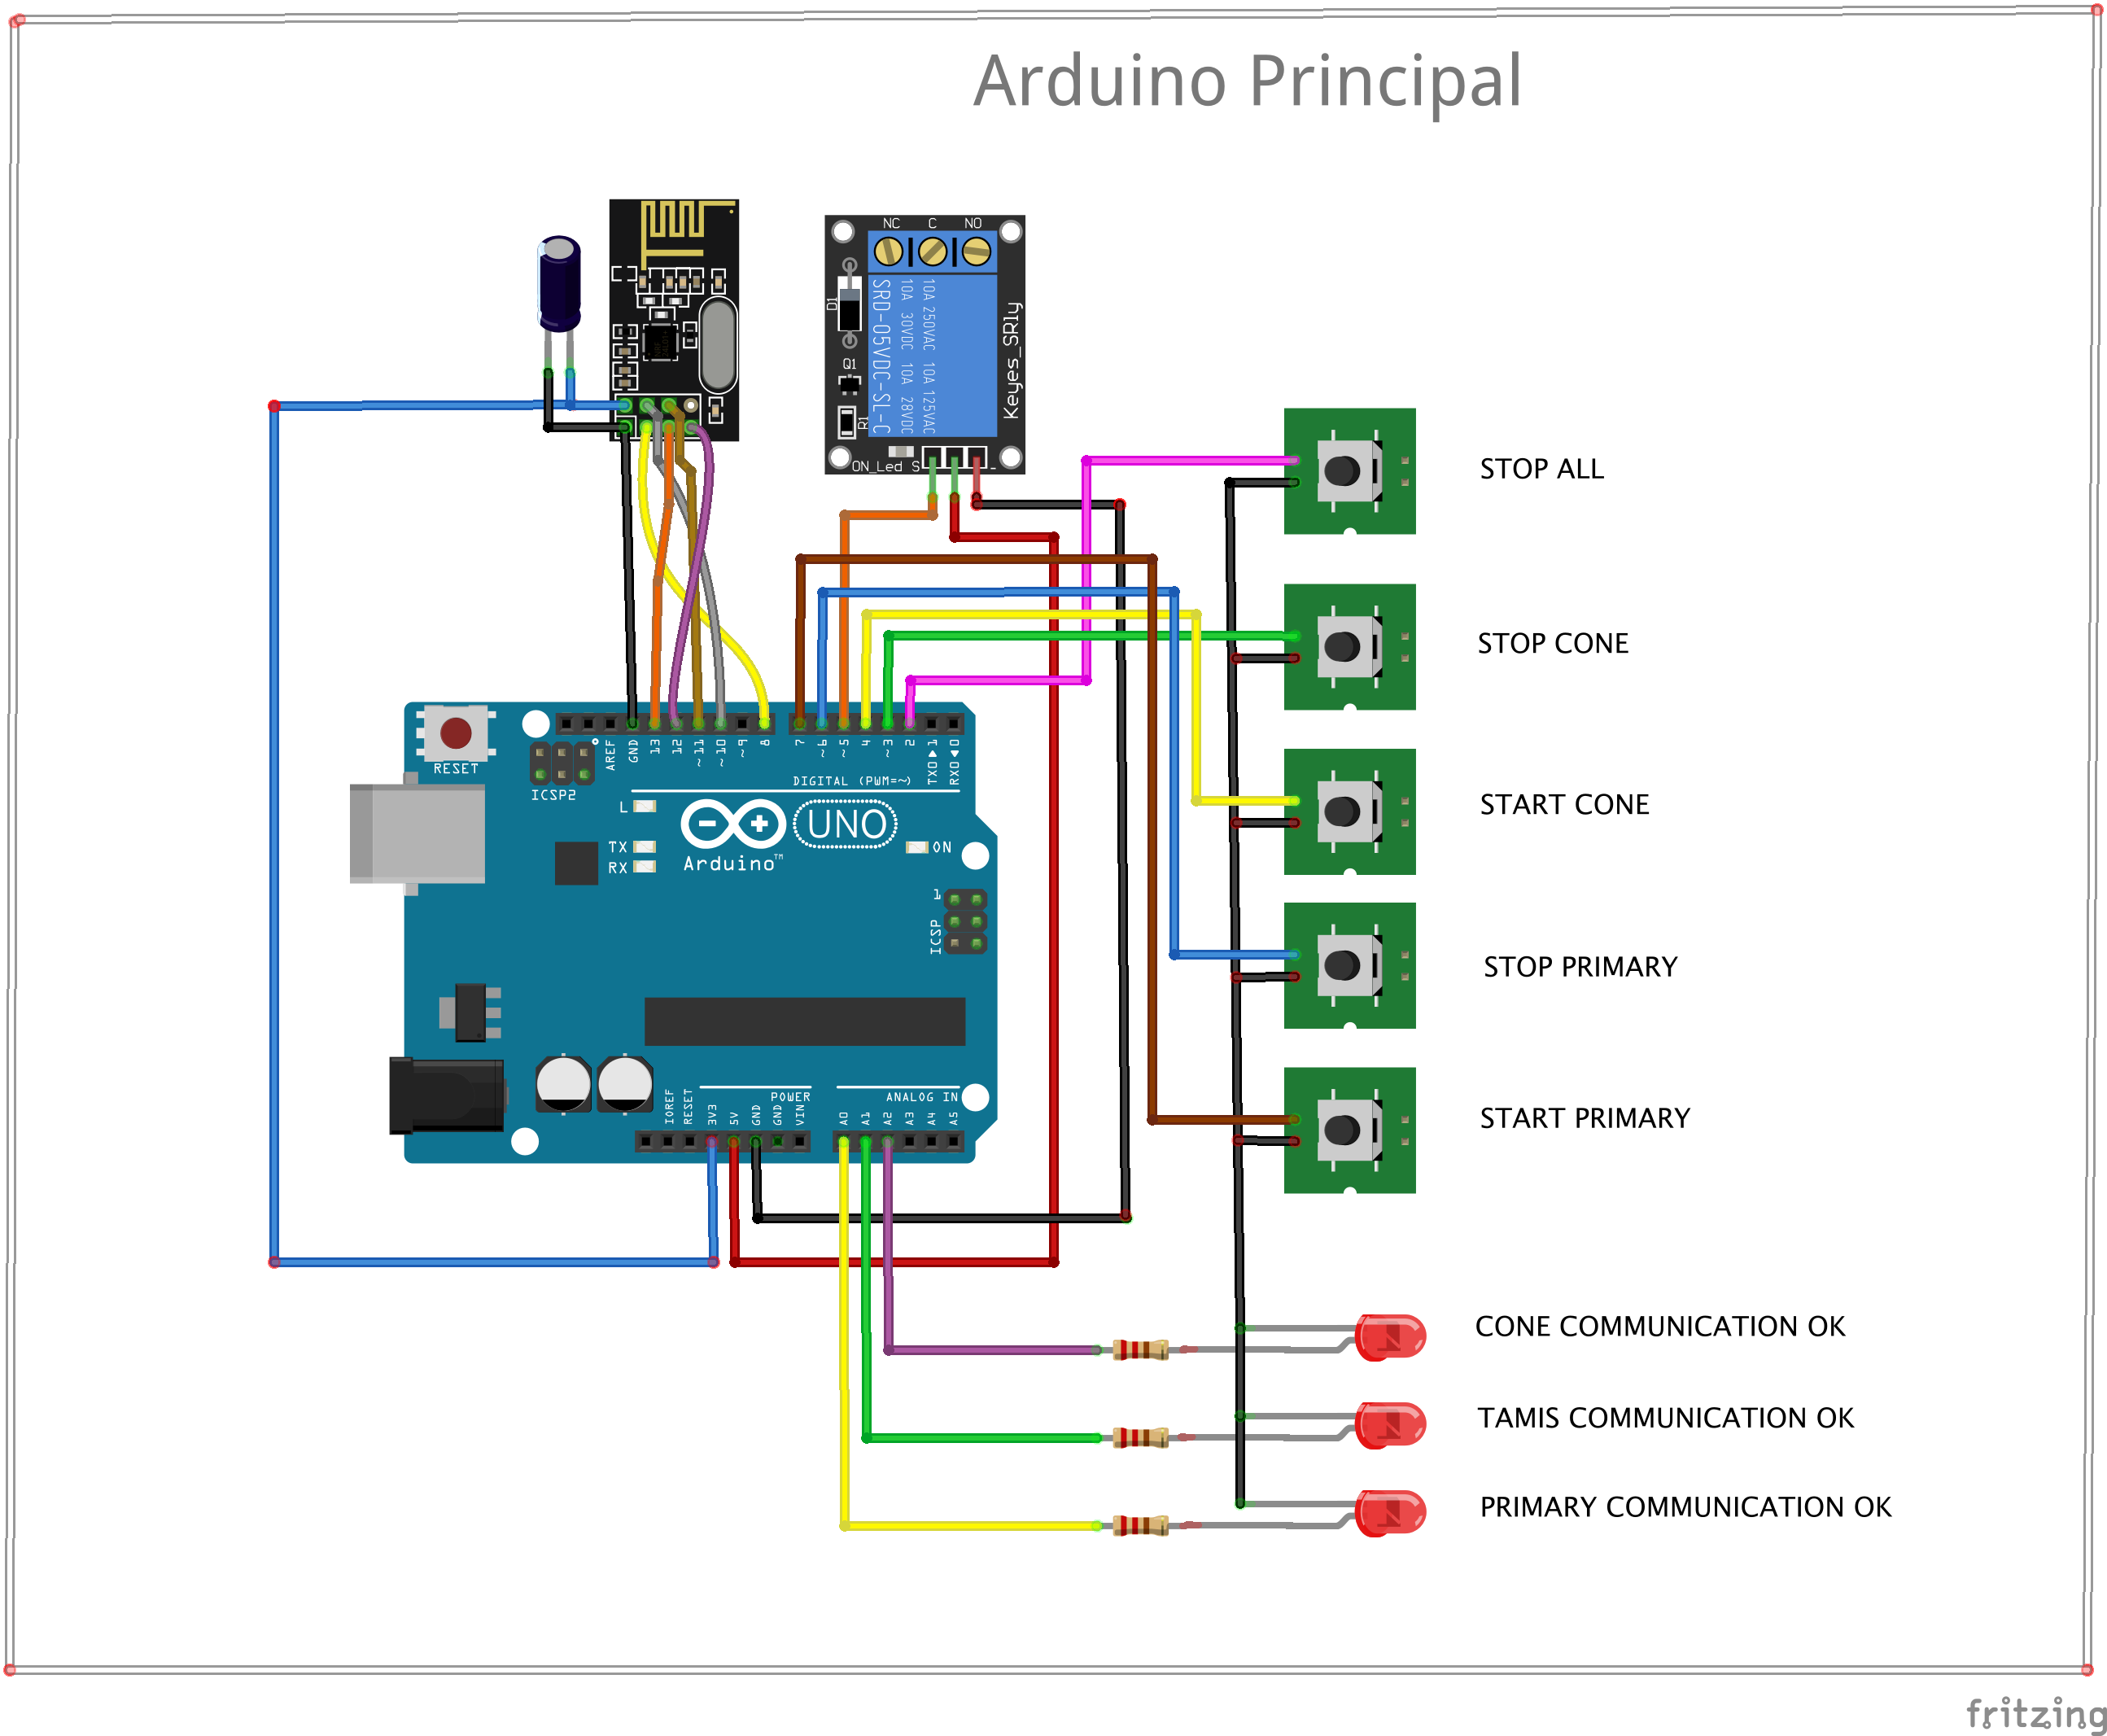 Arduino Principal
NC C NO
D1
SRD-05VDC-SL-C
10A 30VDC 10A 28VDC
10A 250VAC 10A 125VAC
Keyes_SRly
Q1
R1
ON_Led S -
STOP ALL
STOP CONE
START CONE
STOP PRIMARY
START PRIMARY
RESET
ICSP2
AREF
GND
13
12
~11
~10
~9
8
7
~6
~5
4
~3
2
TX0▶1
RX0◀0
DIGITAL (PWM=~)
L
TX
RX
Arduino™
UNO
ON
1
ICSP
IOREF
RESET
3V3
5V
GND
GND
VIN
POWER
A0
A1
A2
A3
A4
A5
ANALOG IN
CONE COMMUNICATION OK
TAMIS COMMUNICATION OK
PRIMARY COMMUNICATION OK
fritzing